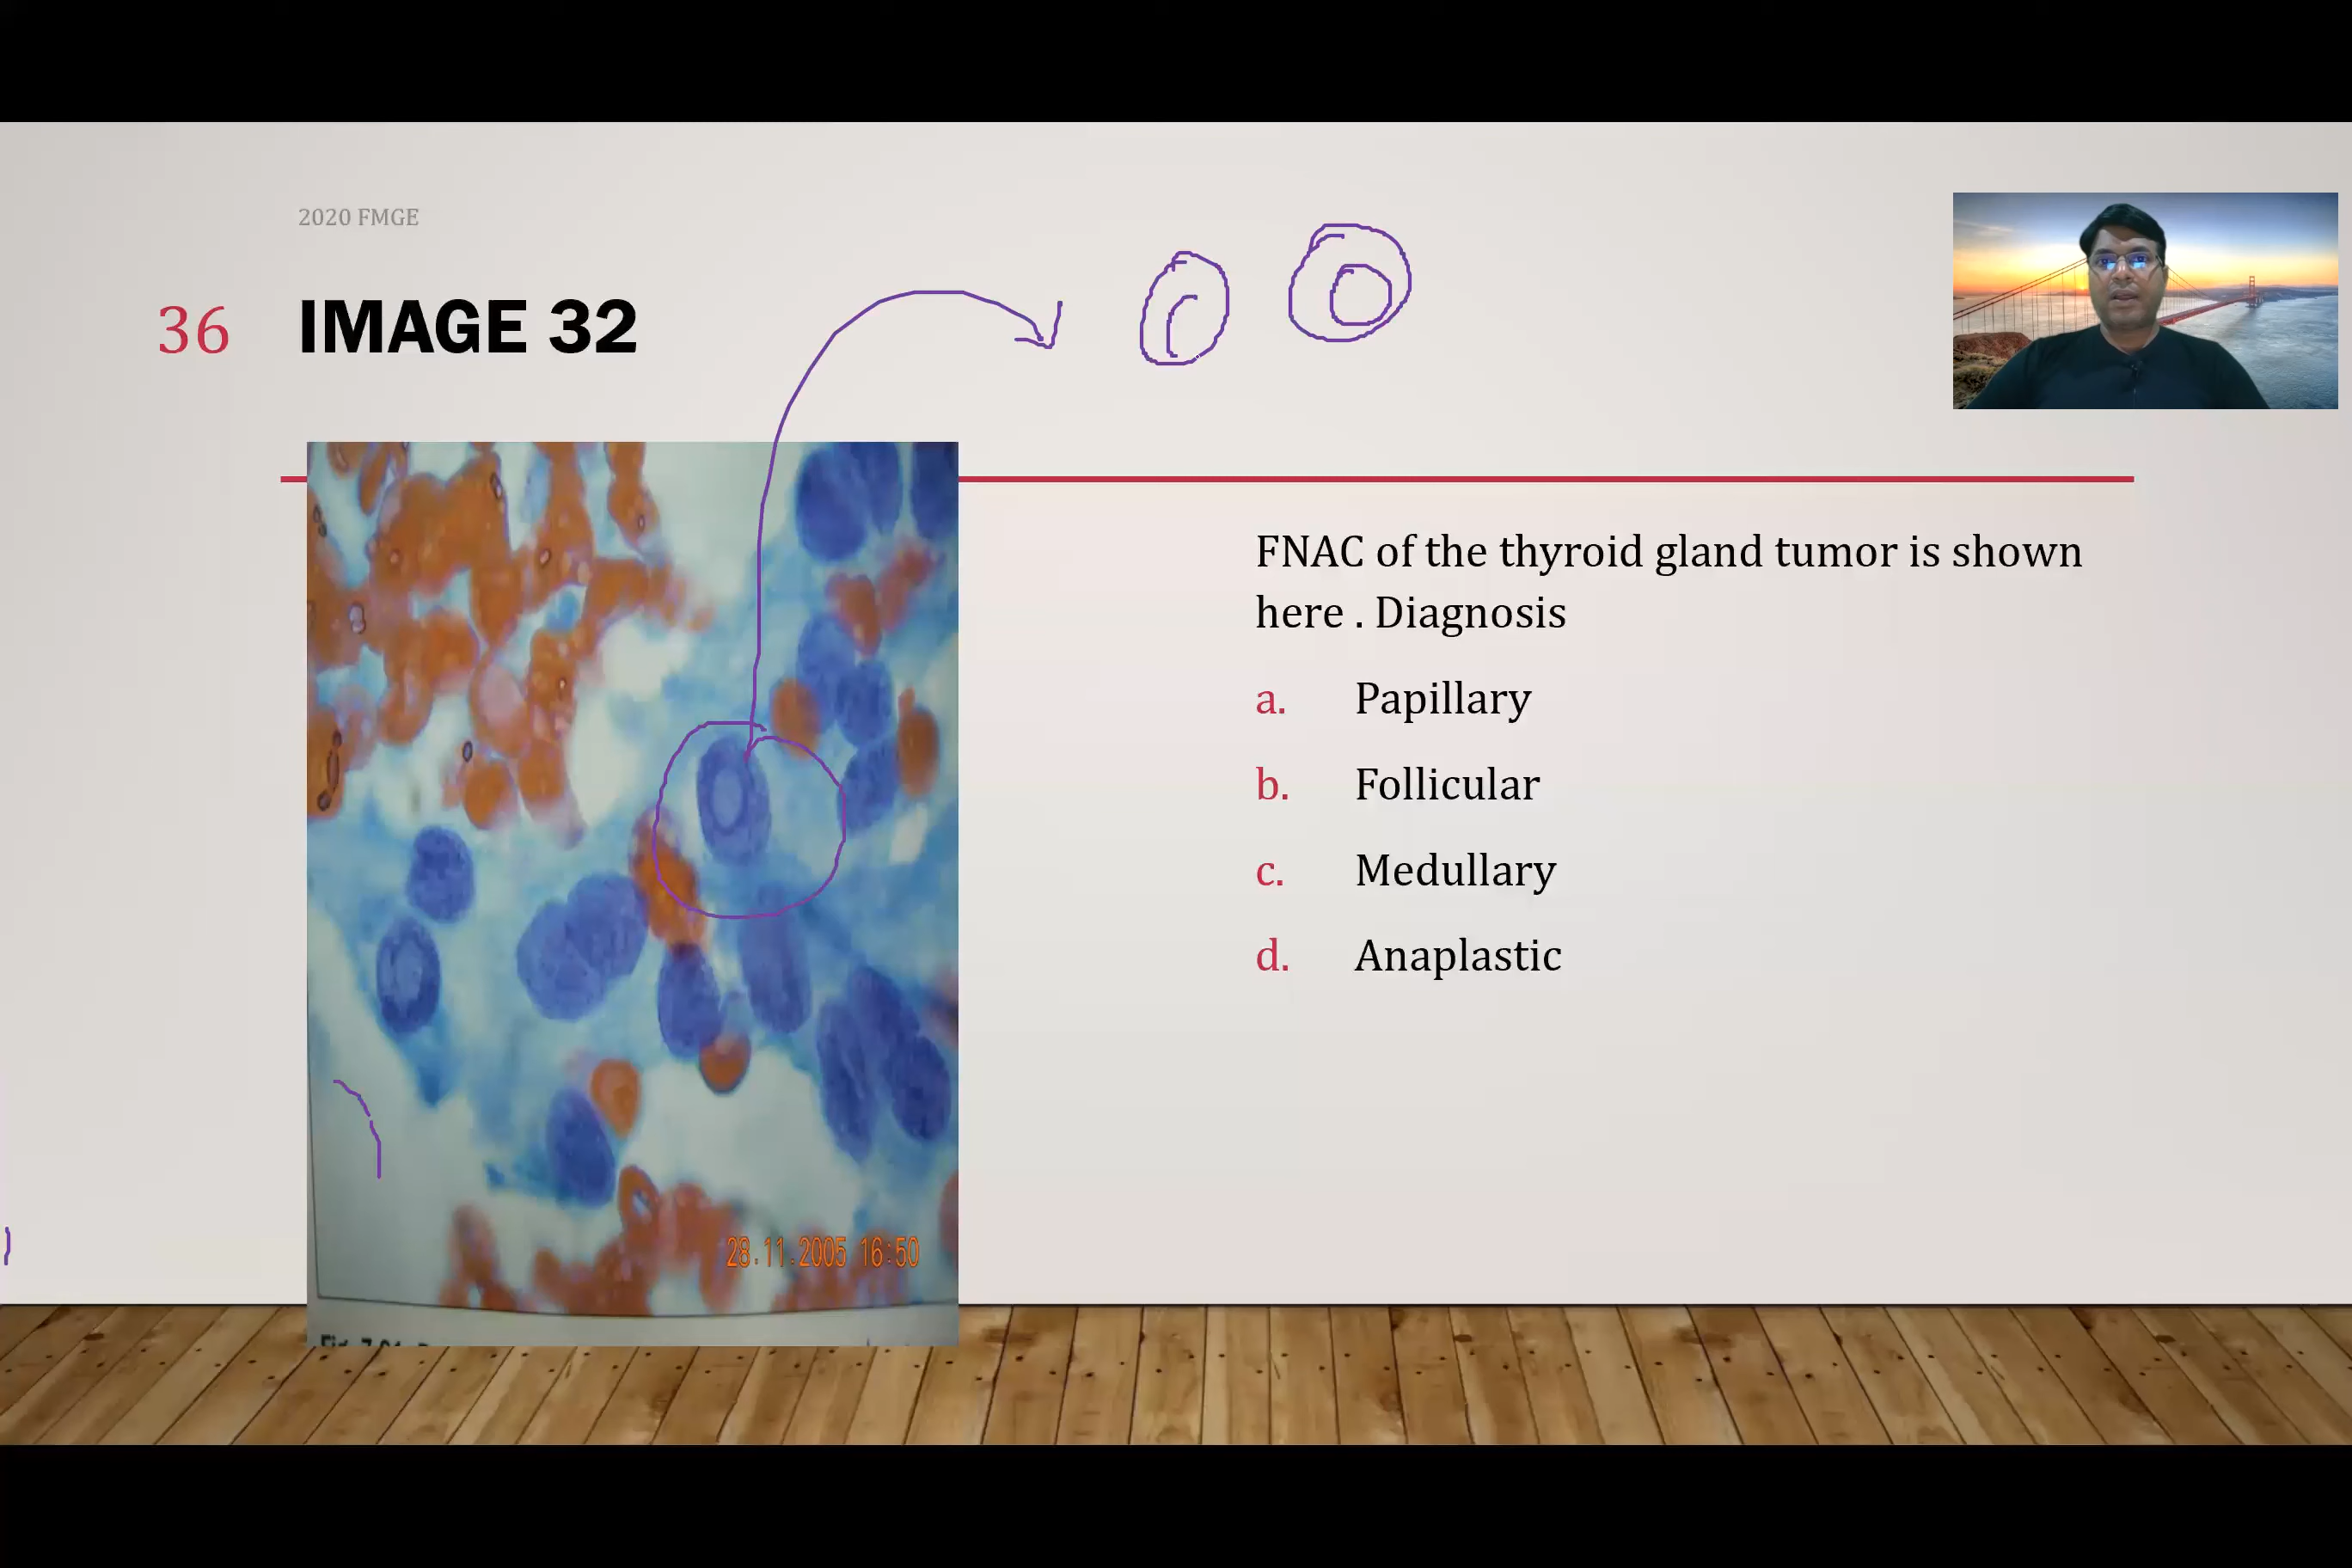 2020 FMGE
36 IMAGE 32
FNAC of the thyroid gland tumor is shown
here . Diagnosis
a. Papillary
b. Follicular
c. Medullary
d. Anaplastic
28.11.2005 16:50